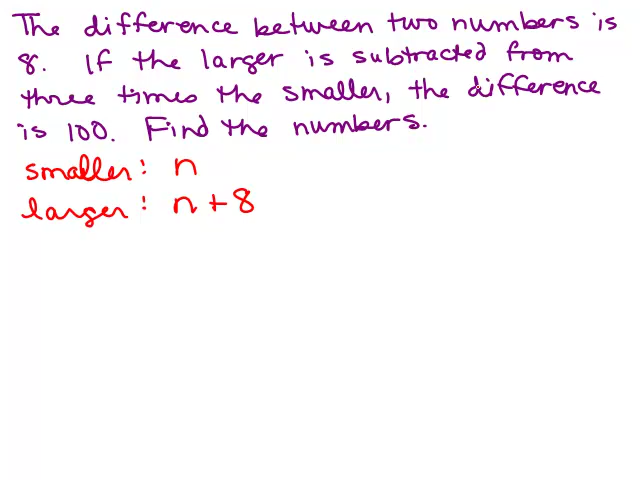 The difference between two numbers is
8. If the larger is subtracted from
three times the smaller, the difference
is 100. Find the numbers.
smaller: n
larger: n + 8